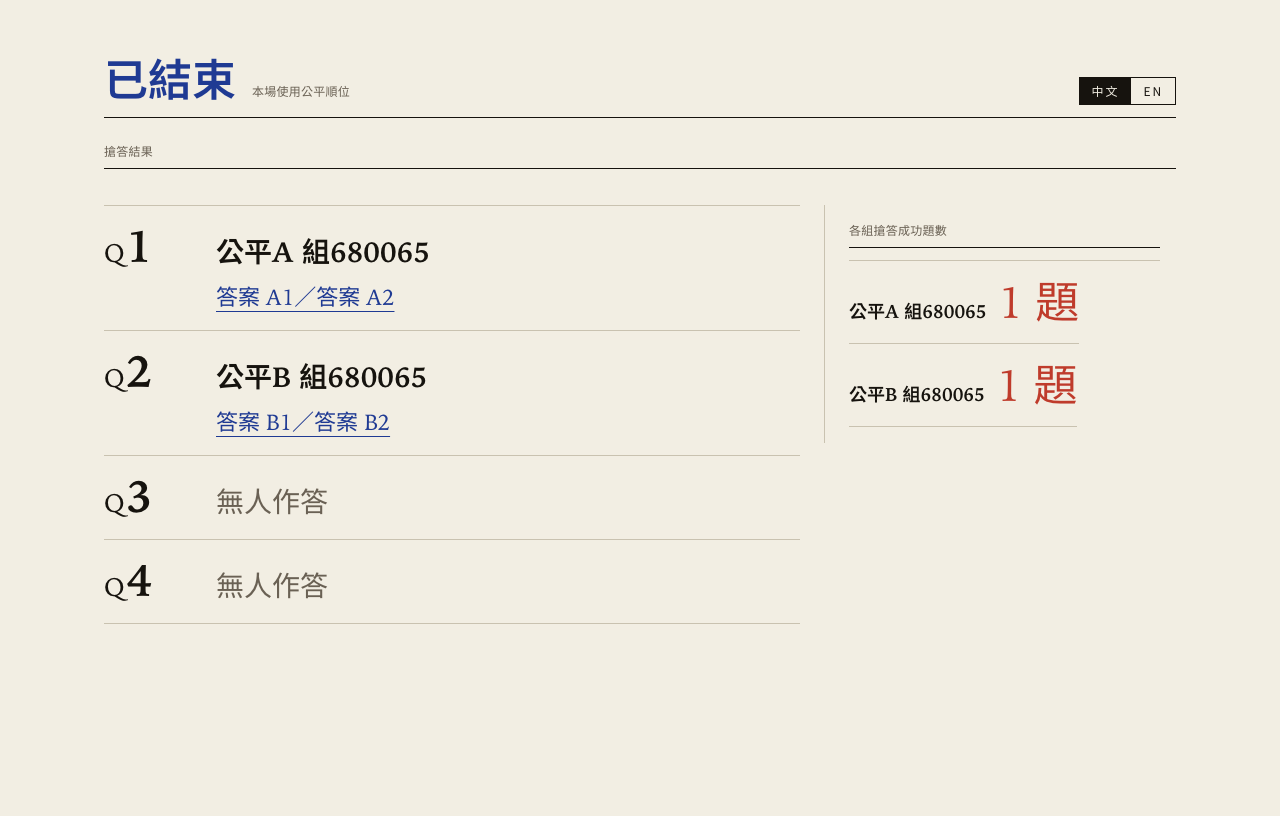 已結束 本場使用公平順位
中文 EN
搶答結果
Q1 公平A 組680065
答案 A1／答案 A2
Q2 公平B 組680065
答案 B1／答案 B2
Q3 無人作答
Q4 無人作答
各組搶答成功題數
公平A 組680065 1 題
公平B 組680065 1 題